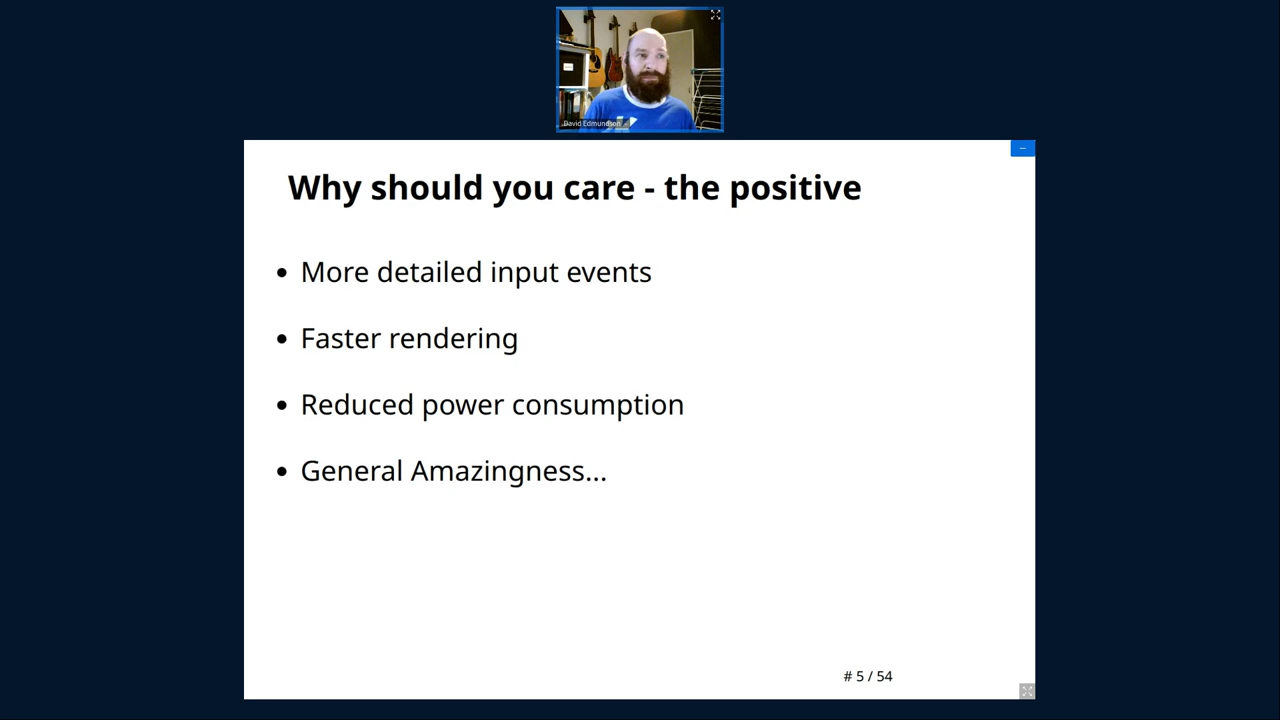 David Edmundson
Why should you care - the positive
• More detailed input events
• Faster rendering
• Reduced power consumption
• General Amazingness...
# 5 / 54